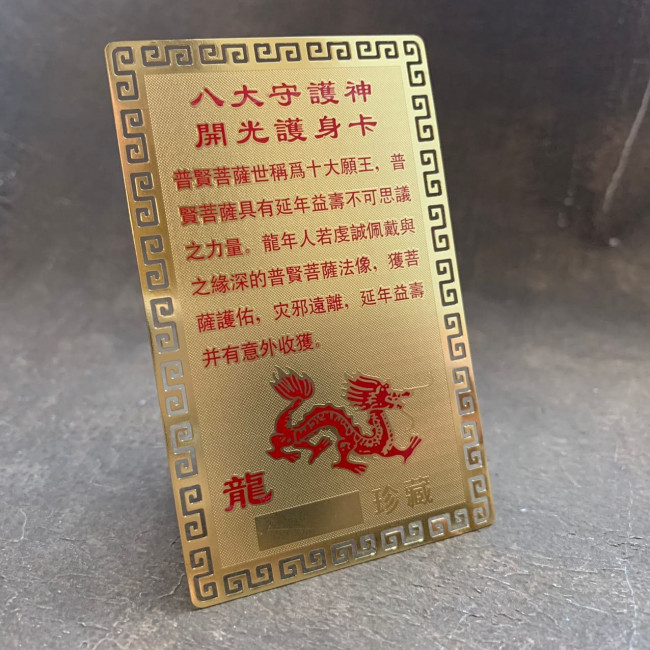 八大守護神
開光護身卡
普賢菩薩世稱爲十大願王，普
賢菩薩具有延年益壽不可思議
之力量。龍年人若虔誠佩戴與
之緣深的普賢菩薩法像，獲菩
薩護佑，灾邪遠離，延年益壽
并有意外收獲。
龍
珍藏